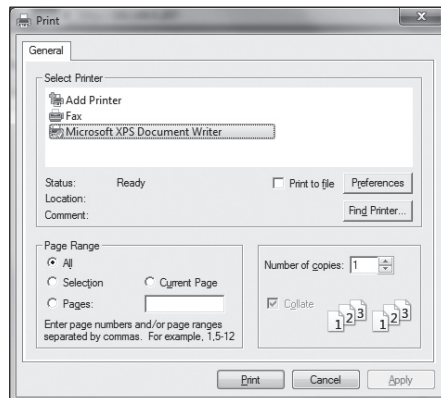 Print
General
Select Printer
Add Printer
Fax
Microsoft XPS Document Writer
Status: Ready
Print to file
Preferences
Location:
Comment:
Find Printer...
Page Range
All
Selection
Current Page
Pages:
Enter page numbers and/or page ranges
separated by commas. For example, 1,5-12
Number of copies: 1
Collate
1 2 3 1 2 3
Print Cancel Apply